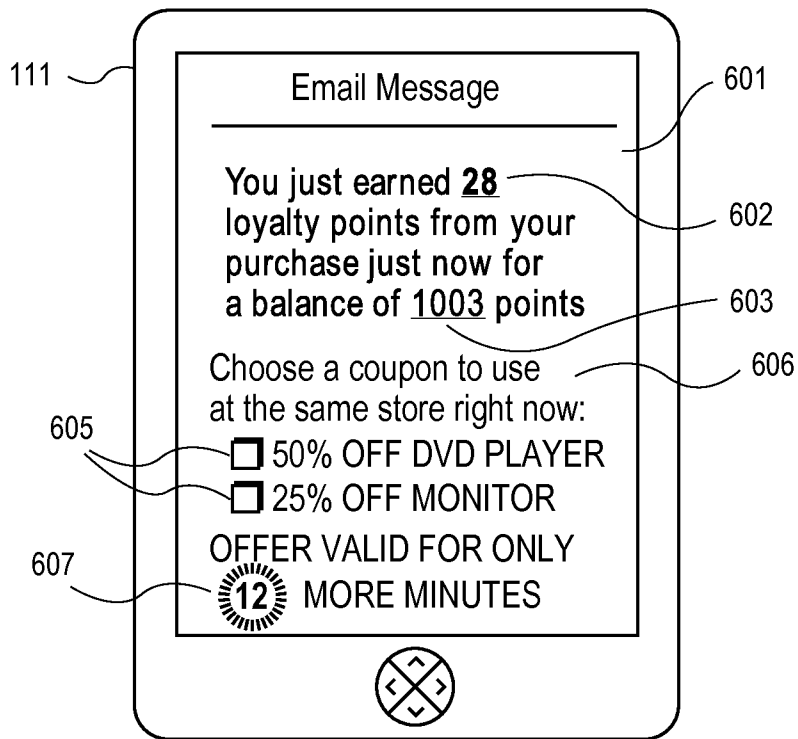 111
Email Message
601
You just earned 28
602
loyalty points from your
purchase just now for
a balance of 1003 points
603
Choose a coupon to use
606
at the same store right now:
605
50% OFF DVD PLAYER
25% OFF MONITOR
OFFER VALID FOR ONLY
607
12 MORE MINUTES